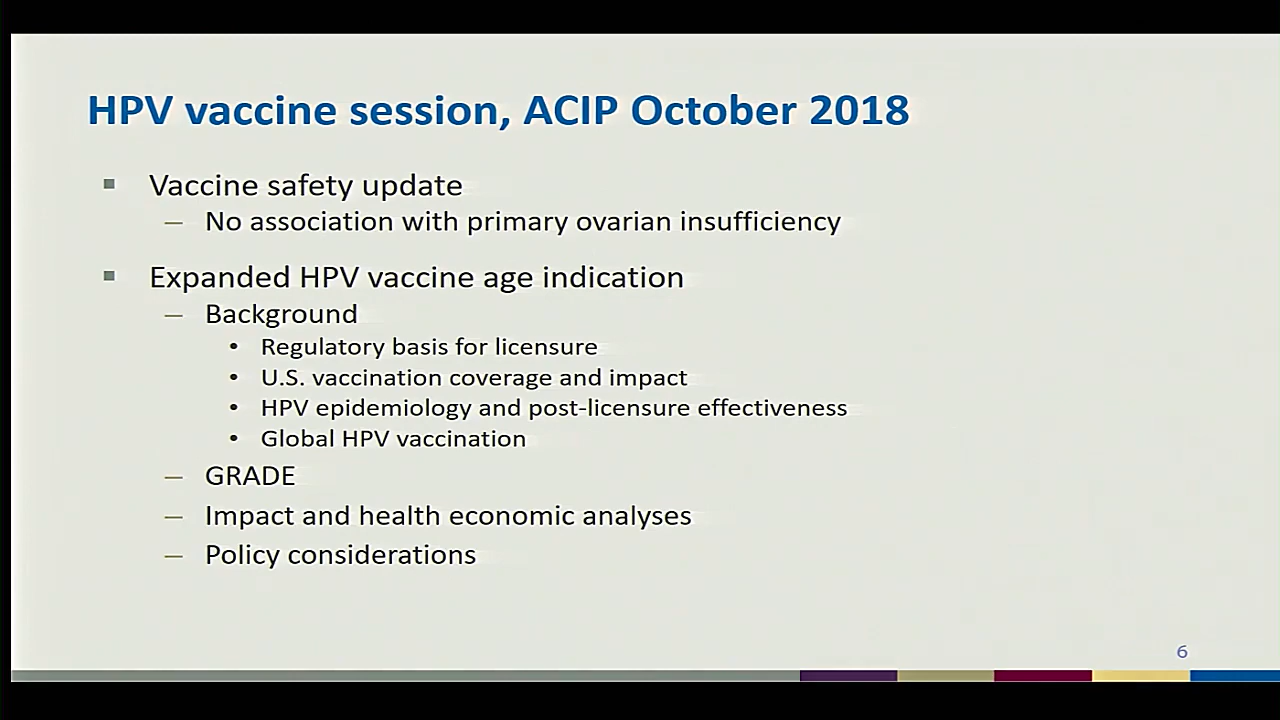 HPV vaccine session, ACIP October 2018
▪ Vaccine safety update
– No association with primary ovarian insufficiency
▪ Expanded HPV vaccine age indication
– Background
• Regulatory basis for licensure
• U.S. vaccination coverage and impact
• HPV epidemiology and post-licensure effectiveness
• Global HPV vaccination
– GRADE
– Impact and health economic analyses
– Policy considerations
6